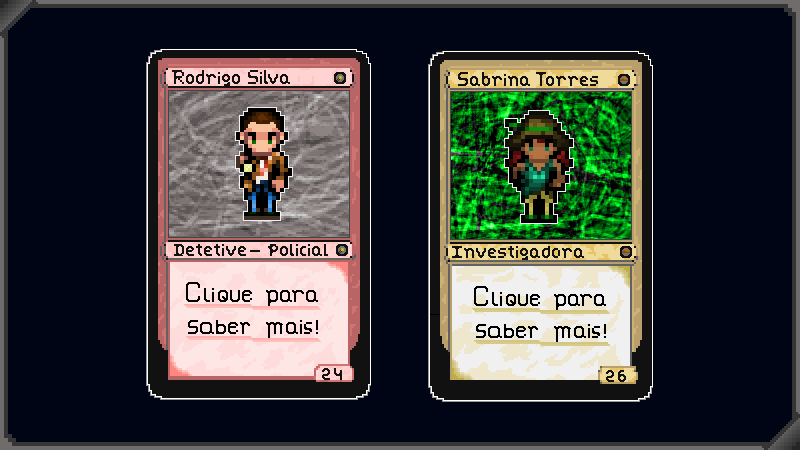 Rodrigo Silva
Detetive- Policial
Clique para
saber mais!
24
Sabrina Torres
Investigadora
Clique para
saber mais!
26